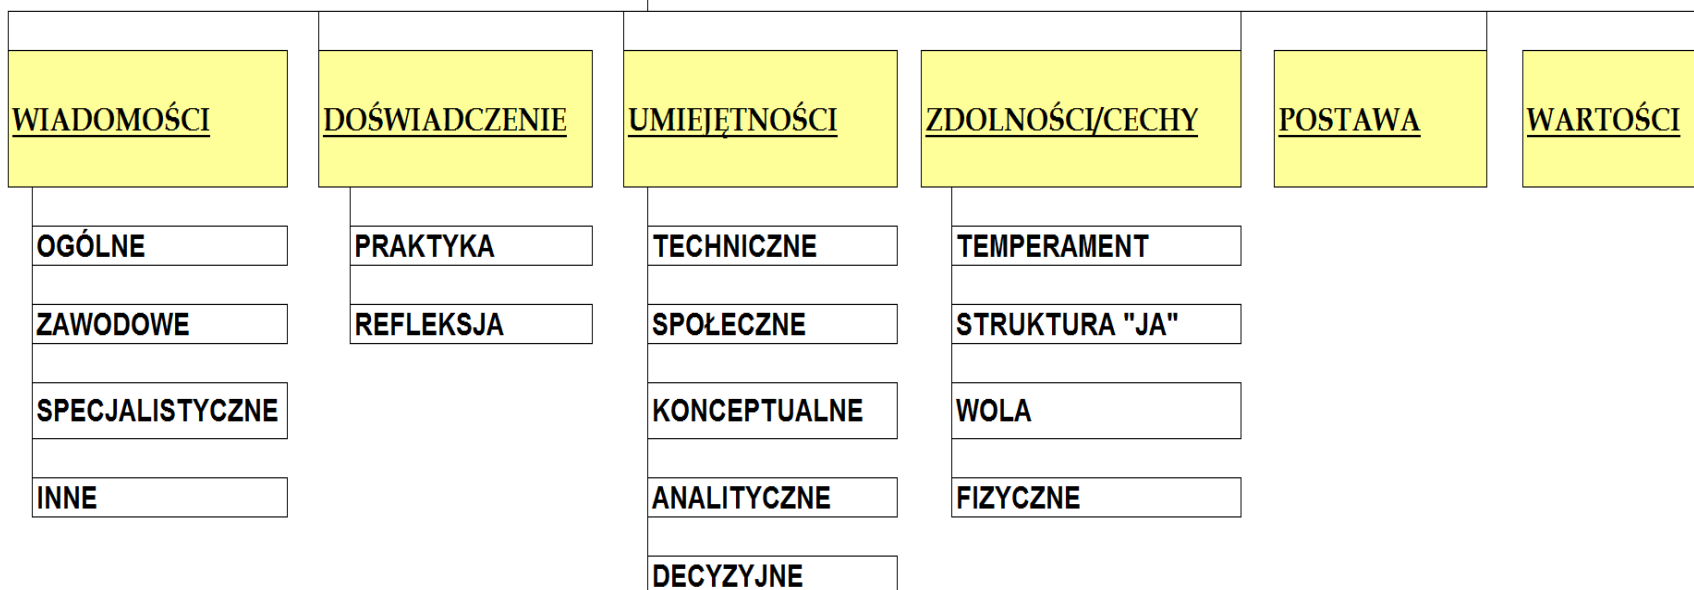 WIADOMOŚCI
OGÓLNE
ZAWODOWE
SPECJALISTYCZNE
INNE
DOŚWIADCZENIE
PRAKTYKA
REFLEKSJA
UMIEJĘTNOŚCI
TECHNICZNE
SPOŁECZNE
KONCEPTUALNE
ANALITYCZNE
DECYZYJNE
ZDOLNOŚCI/CECHY
TEMPERAMENT
STRUKTURA "JA"
WOLA
FIZYCZNE
POSTAWA
WARTOŚCI